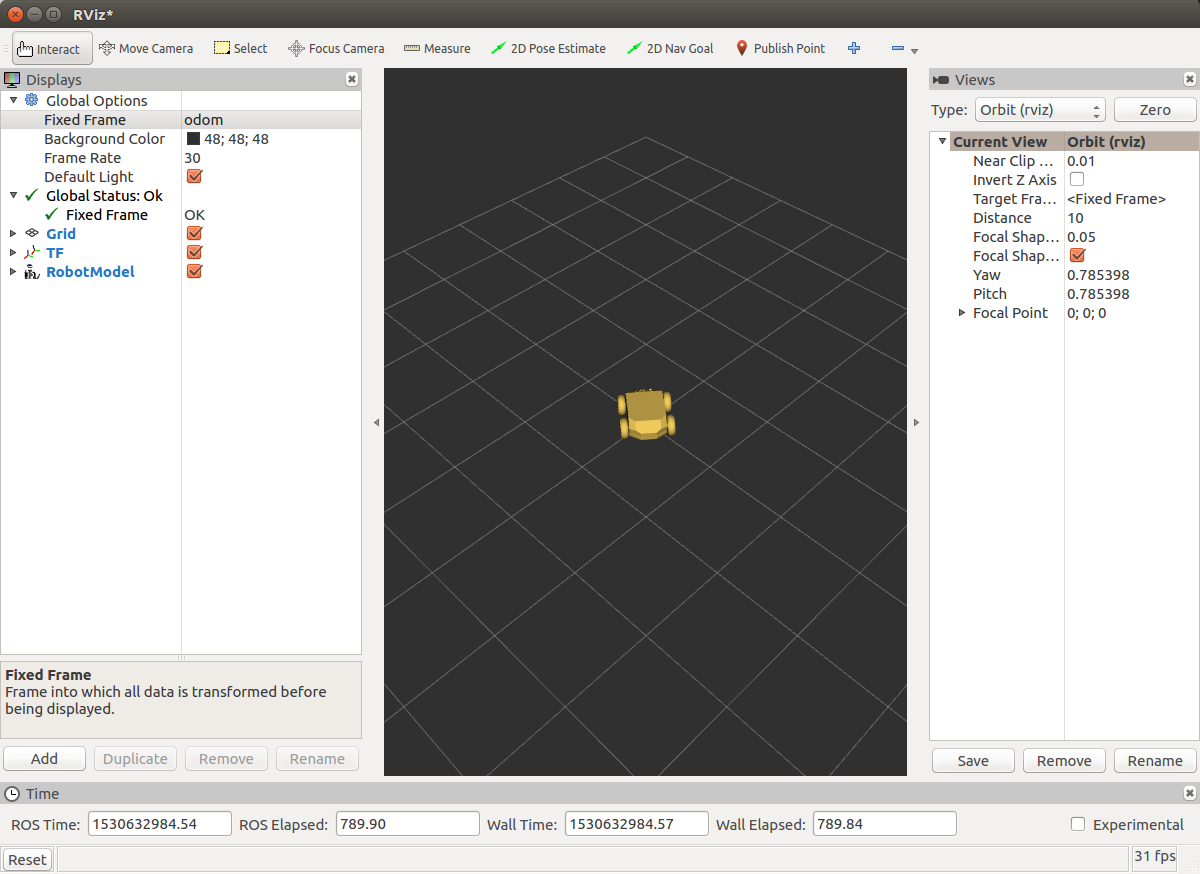 RViz*
Interact Move Camera Select Focus Camera Measure 2D Pose Estimate 2D Nav Goal Publish Point
Displays
Global Options
Fixed Frame odom
Background Color 48; 48; 48
Frame Rate 30
Default Light
Global Status: Ok
Fixed Frame OK
Grid
TF
RobotModel
Fixed Frame
Frame into which all data is transformed before
being displayed.
Add Duplicate Remove Rename
Views
Type: Orbit (rviz) Zero
Current View Orbit (rviz)
Near Clip ... 0.01
Invert Z Axis
Target Fra... <Fixed Frame>
Distance 10
Focal Shap... 0.05
Focal Shap...
Yaw 0.785398
Pitch 0.785398
Focal Point 0; 0; 0
Save Remove Rename
Time
ROS Time: 1530632984.54 ROS Elapsed: 789.90 Wall Time: 1530632984.57 Wall Elapsed: 789.84 Experimental
Reset 31 fps